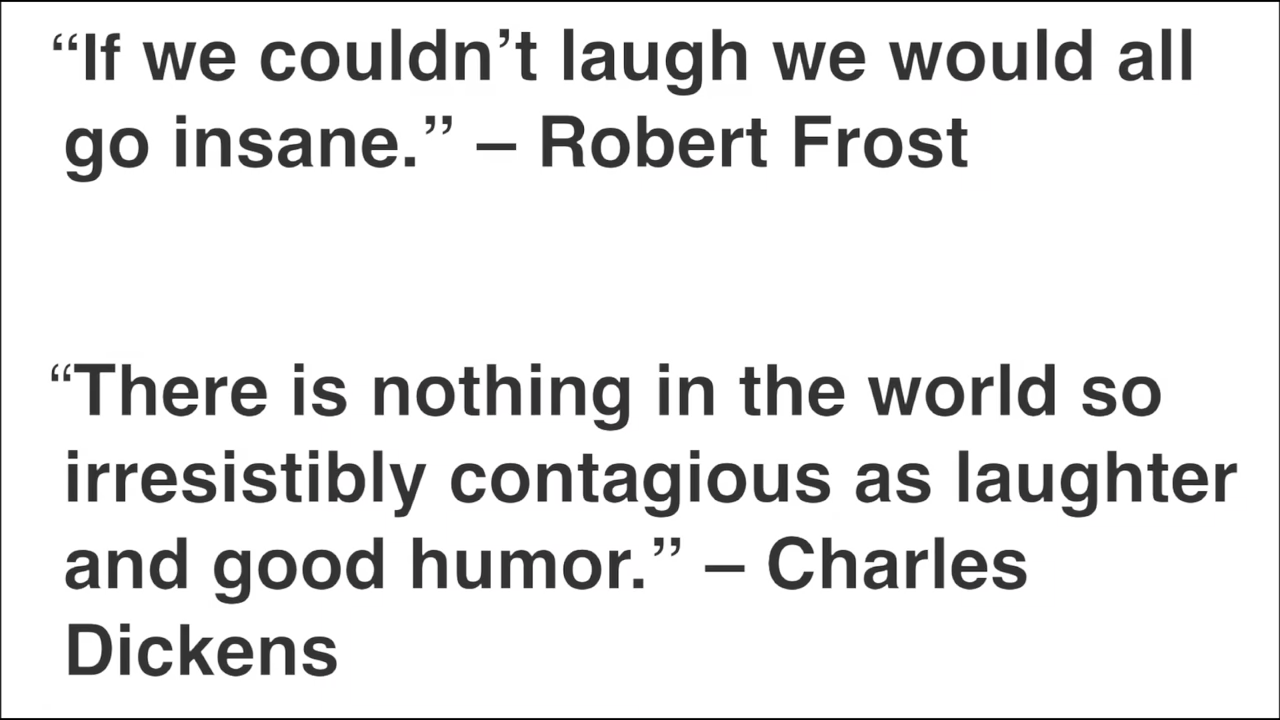 “If we couldn’t laugh we would all
go insane.” – Robert Frost
“There is nothing in the world so
irresistibly contagious as laughter
and good humor.” – Charles
Dickens